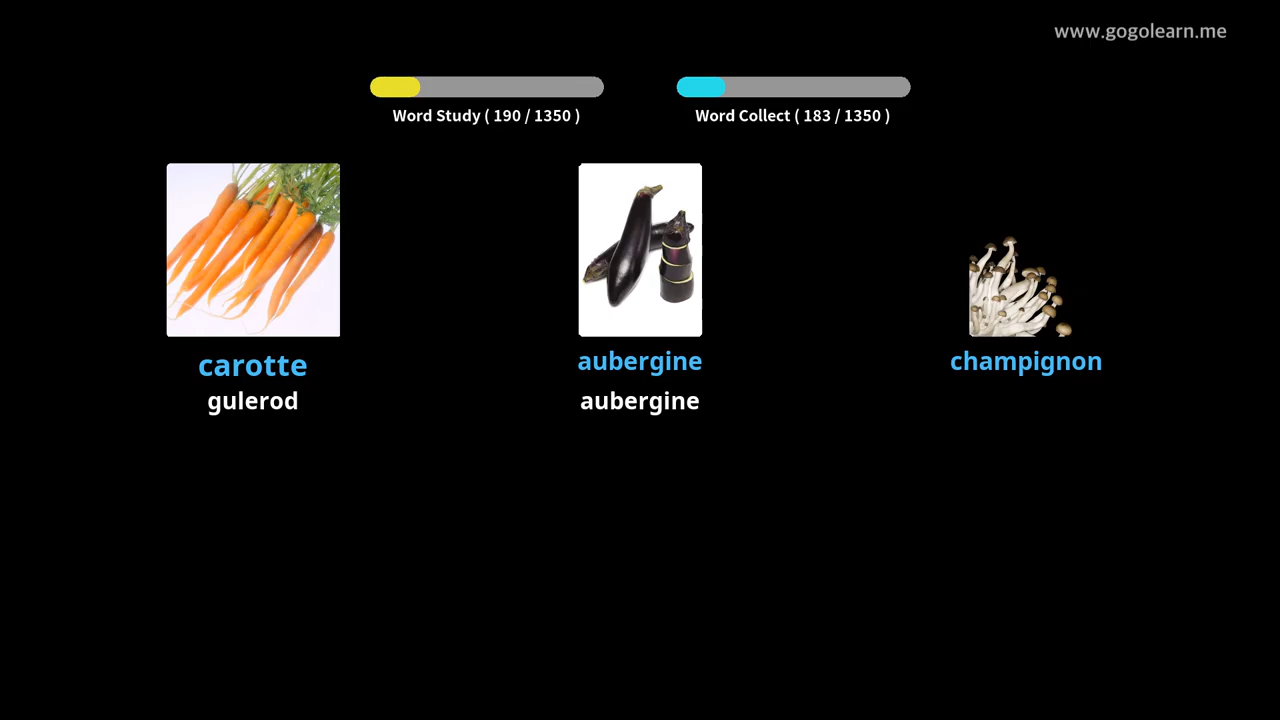 www.gogolearn.me
Word Study ( 190 / 1350 )
Word Collect ( 183 / 1350 )
carotte
gulerod
aubergine
aubergine
champignon